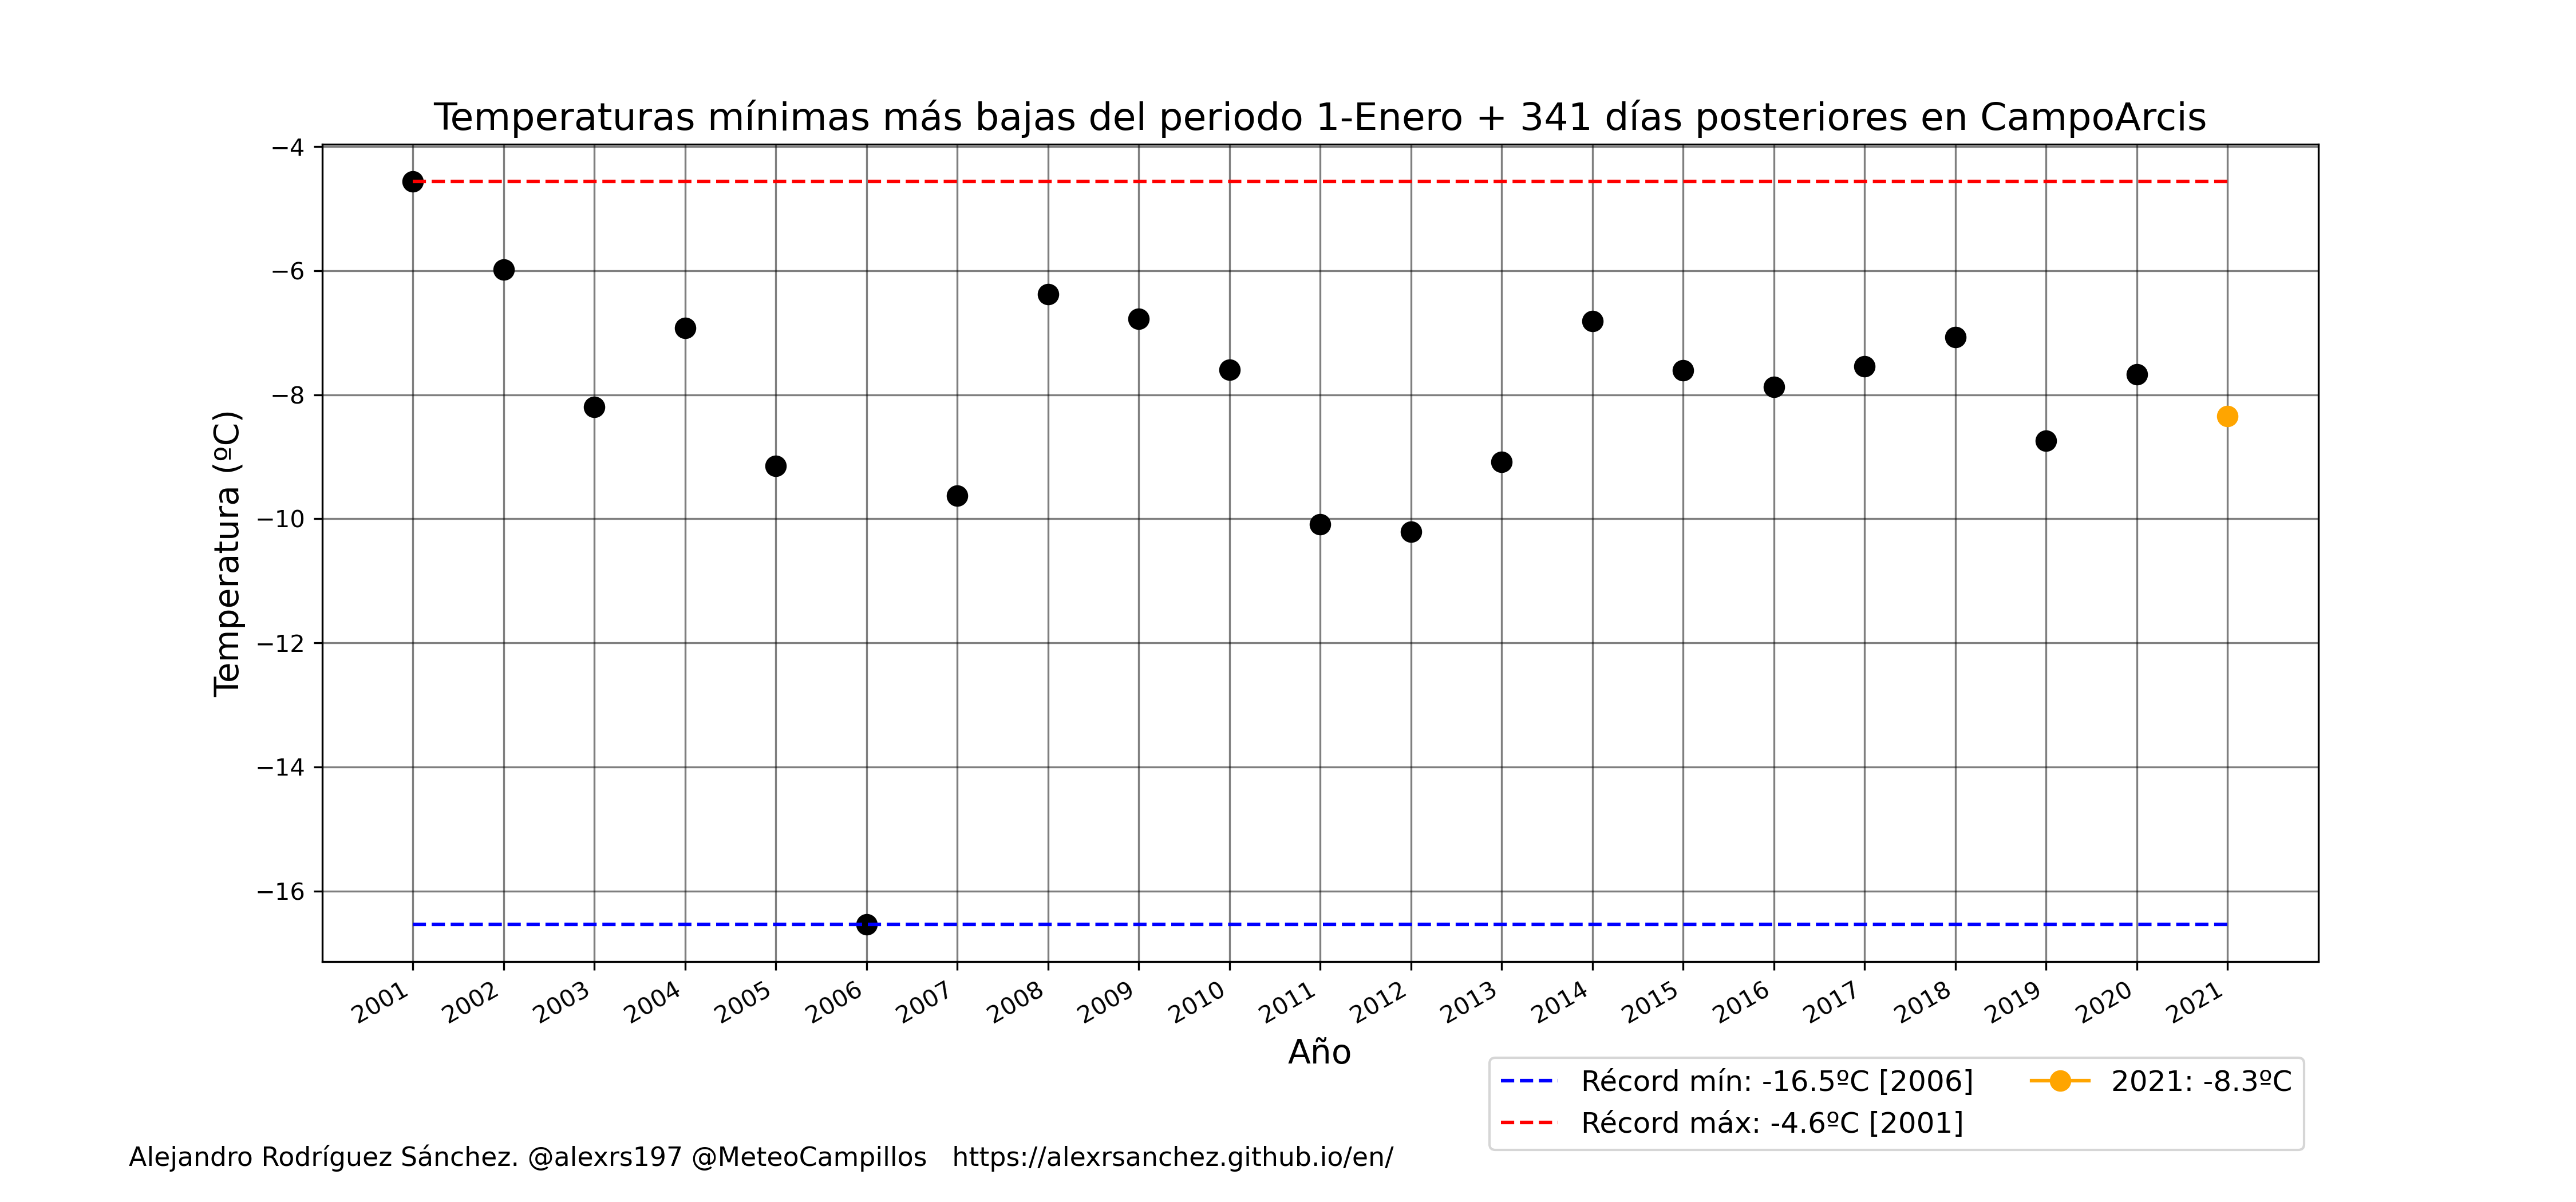 Temperaturas mínimas más bajas del periodo 1-Enero + 341 días posteriores en CampoArcis
−4
−6
−8
−10
−12
−14
−16
Temperatura (ºC)
2001 2002 2003 2004 2005 2006 2007 2008 2009 2010 2011 2012 2013 2014 2015 2016 2017 2018 2019 2020 2021
Año
Récord mín: -16.5ºC [2006]
Récord máx: -4.6ºC [2001]
2021: -8.3ºC
Alejandro Rodríguez Sánchez. @alexrs197 @MeteoCampillos https://alexrsanchez.github.io/en/